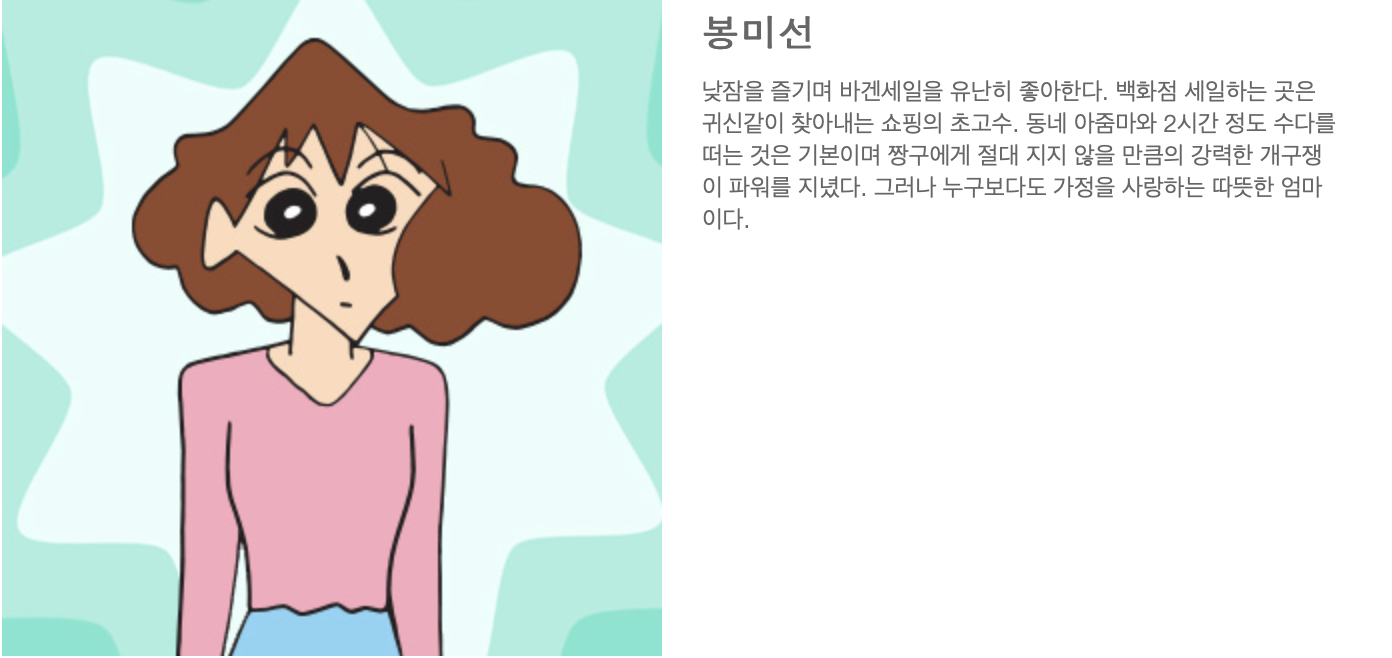 봉미선
낮잠을 즐기며 바겐세일을 유난히 좋아한다. 백화점 세일하는 곳은
귀신같이 찾아내는 쇼핑의 초고수. 동네 아줌마와 2시간 정도 수다를
떠는 것은 기본이며 짱구에게 절대 지지 않을 만큼의 강력한 개구쟁
이 파워를 지녔다. 그러나 누구보다도 가정을 사랑하는 따뜻한 엄마
이다.